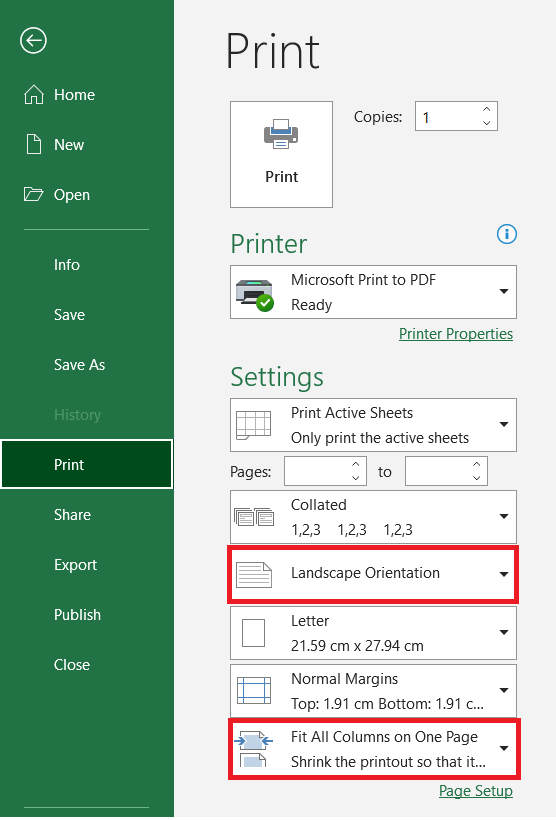 Home
New
Open
Info
Save
Save As
History
Print
Share
Export
Publish
Close
Print
Print
Copies: 1
Printer
Microsoft Print to PDF
Ready
Printer Properties
Settings
Print Active Sheets
Only print the active sheets
Pages: to
Collated
1,2,3 1,2,3 1,2,3
Landscape Orientation
Letter
21.59 cm x 27.94 cm
Normal Margins
Top: 1.91 cm Bottom: 1.91 c...
Fit All Columns on One Page
Shrink the printout so that it...
Page Setup